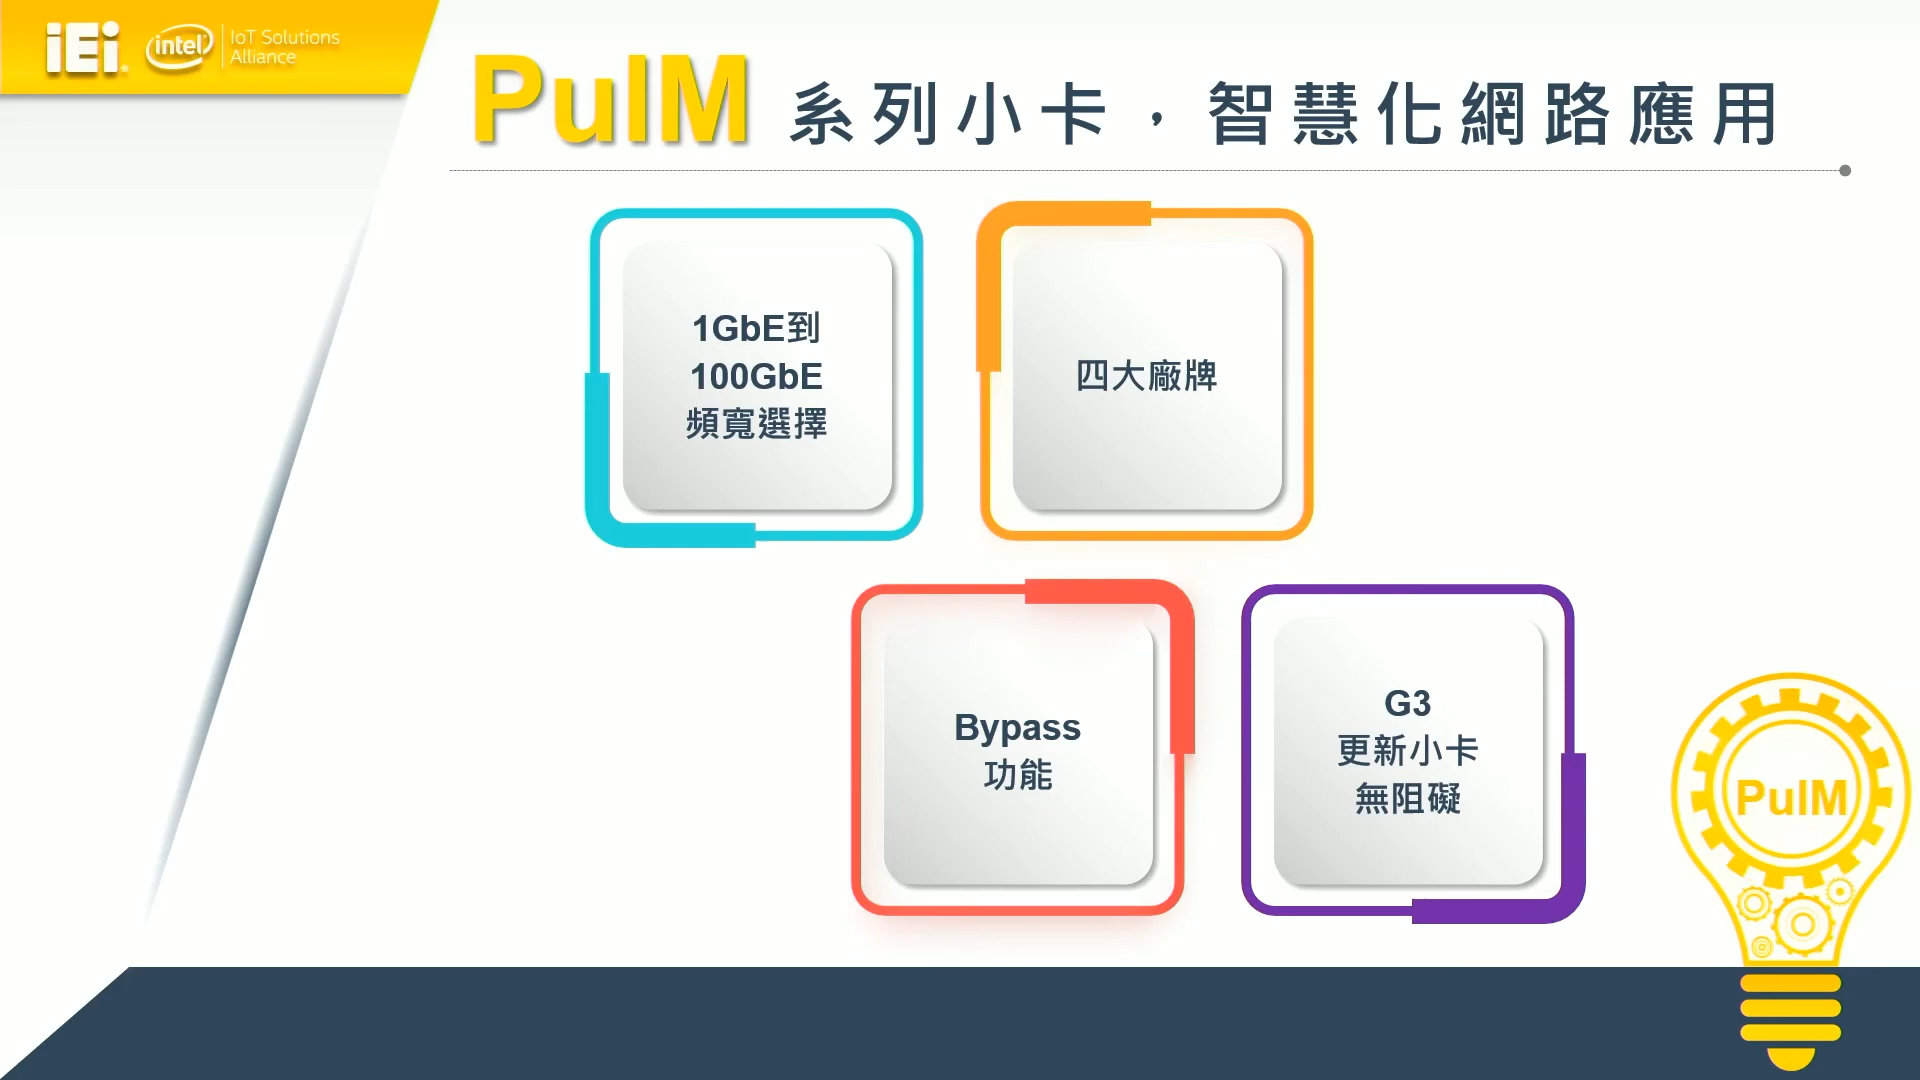 iEi
intel
IoT Solutions
Alliance
PulM 系列小卡，智慧化網路應用
1GbE到
100GbE
頻寬選擇
四大廠牌
Bypass
功能
G3
更新小卡
無阻礙
PulM